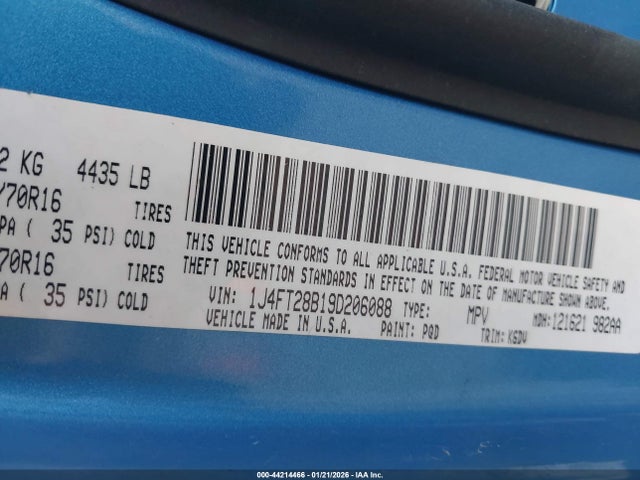 2 KG 4435 LB
/70R16 TIRES
PA ( 35 PSI) COLD
70R16 TIRES
A ( 35 PSI) COLD
THIS VEHICLE CONFORMS TO ALL APPLICABLE U.S.A. FEDERAL MOTOR VEHICLE SAFETY AND
THEFT PREVENTION STANDARDS IN EFFECT ON THE DATE OF MANUFACTURE SHOWN ABOVE.
VIN: 1J4FT28B19D206088 TYPE: MPV MDH:121621 982AA
VEHICLE MADE IN U.S.A. PAINT: PQD TRIM: K6DV
000-44214466 - 01/21/2026 - IAA Inc.